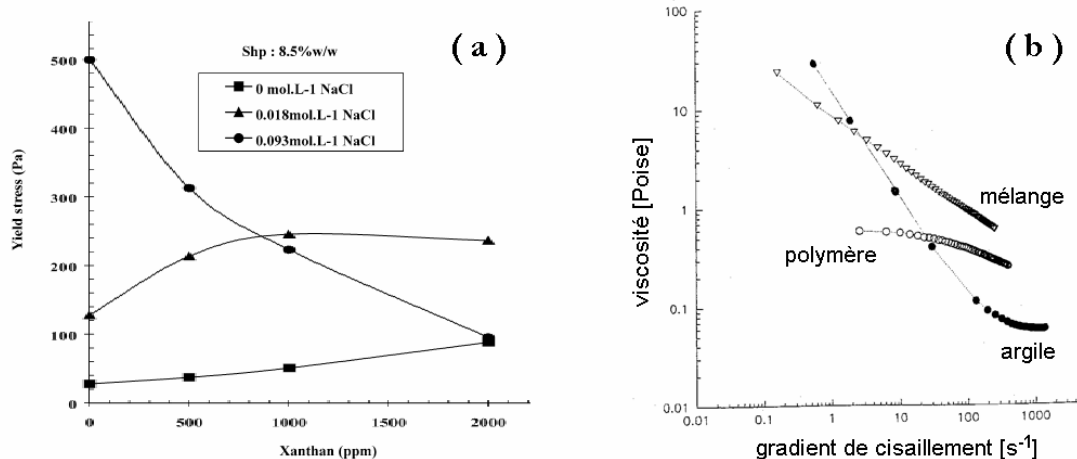 ( a )
Shp : 8.5%w/w
0 mol.L-1 NaCl
0.018mol.L-1 NaCl
0.093mol.L-1 NaCl
500
400
300
200
100
0
Yield stress (Pa)
0 500 1000 1500 2000
Xanthan (ppm)
( b )
100
10
1
0.1
0.01
viscosité [Poise]
mélange
polymère
argile
0.01 0.1 1 10 100 1000
gradient de cisaillement [s-1]